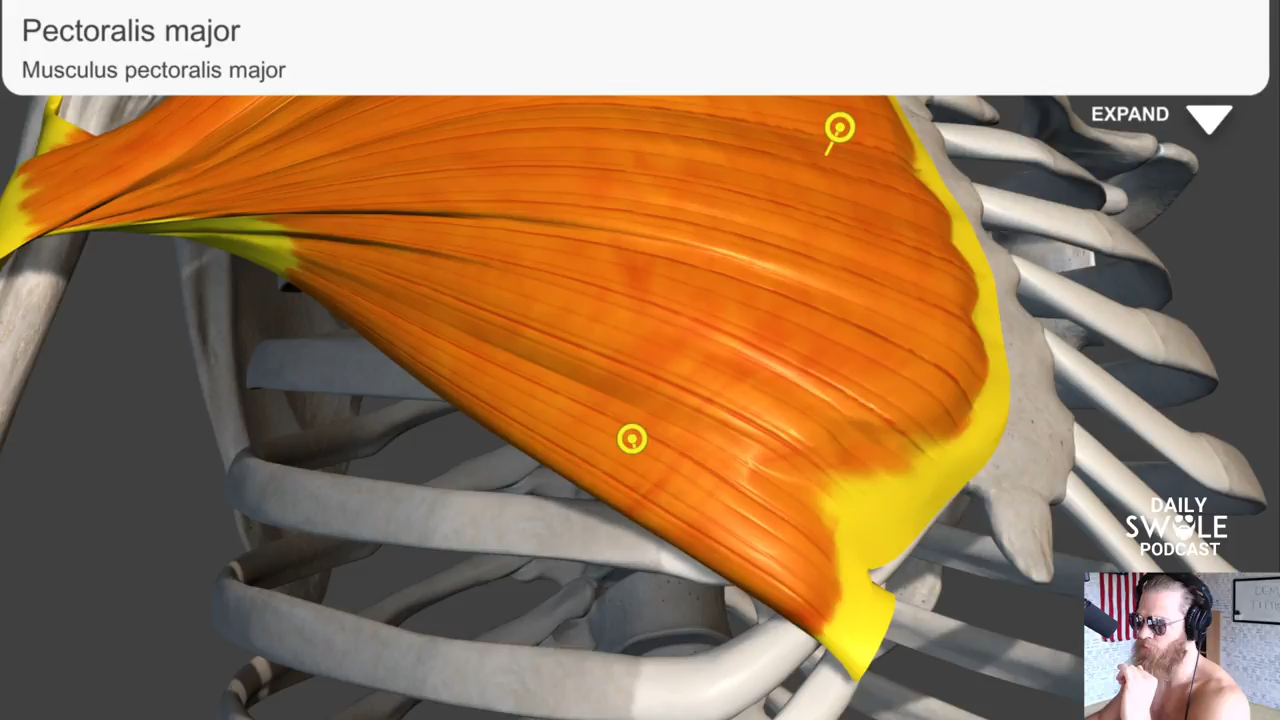 Pectoralis major
Musculus pectoralis major
EXPAND
DAILY
SWOLE
PODCAST